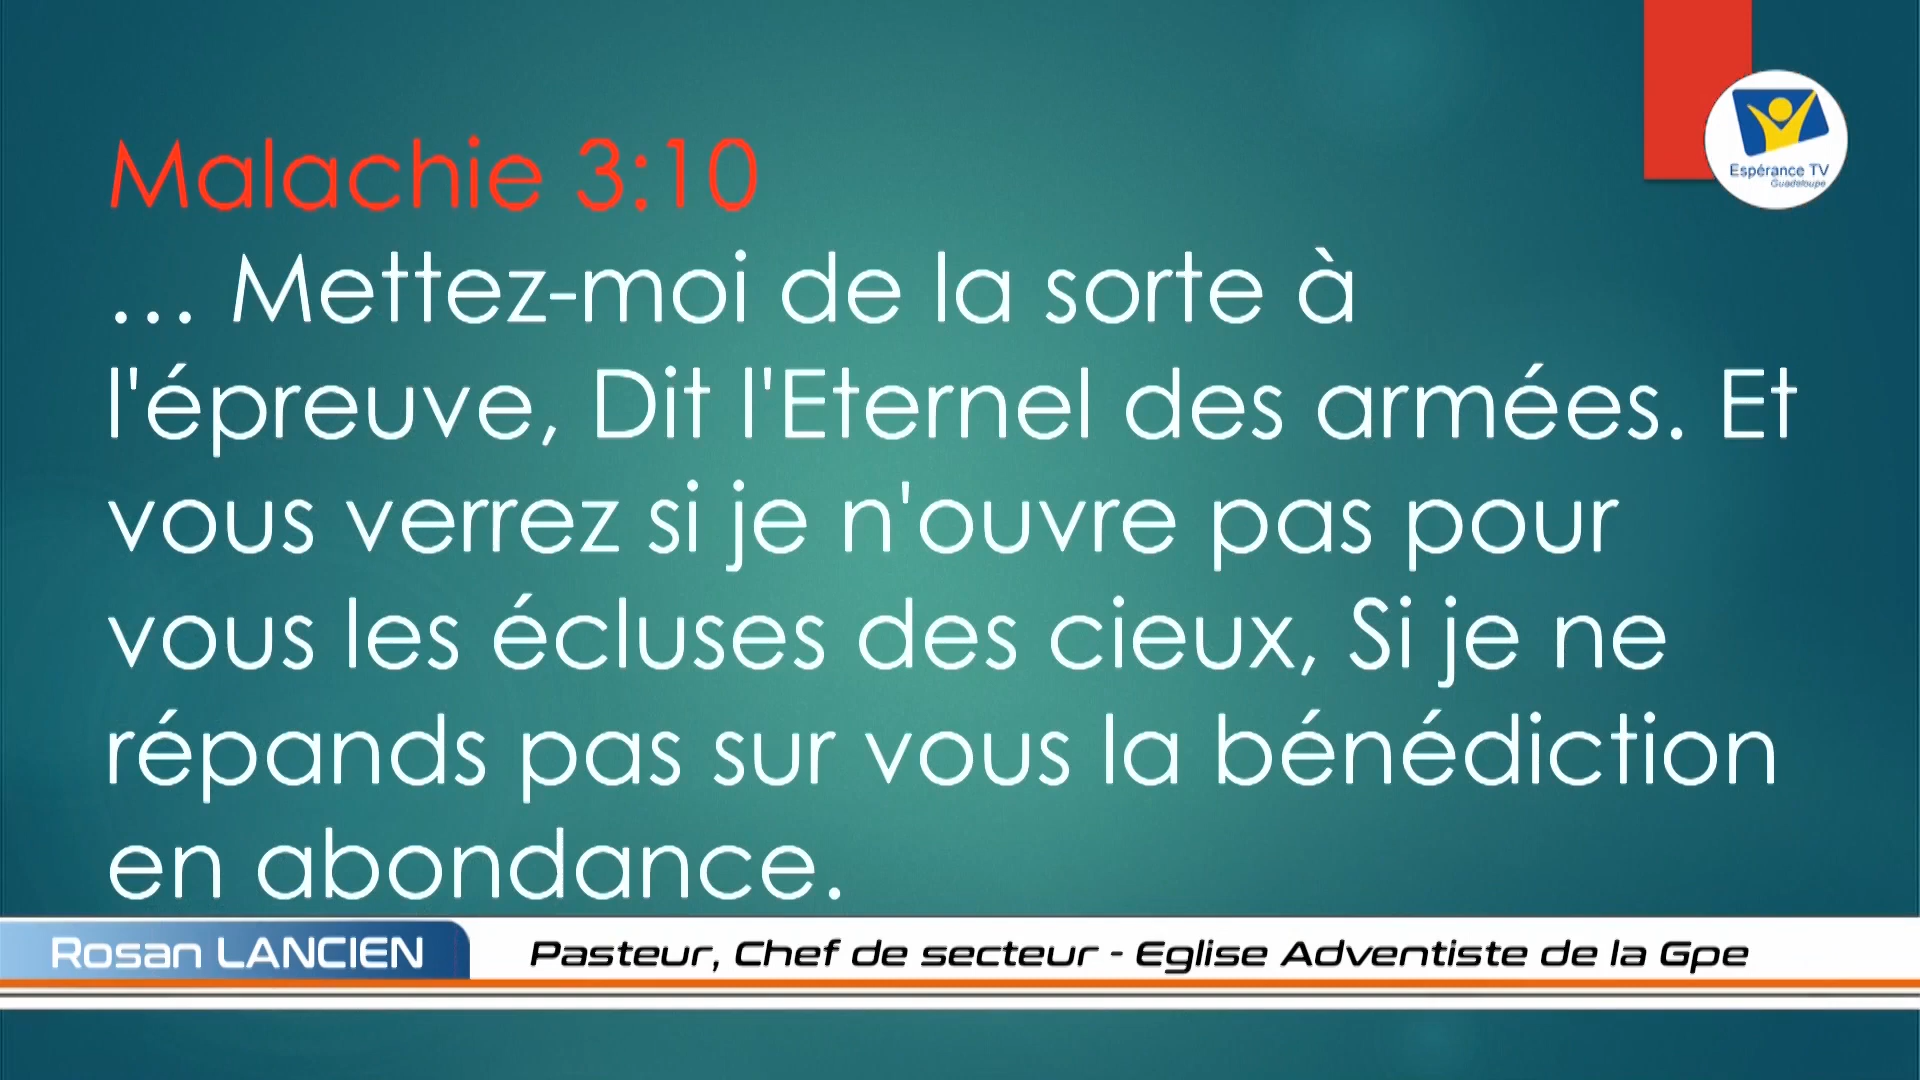 Espérance TV
Guadeloupe
Malachie 3:10
... Mettez-moi de la sorte à
l'épreuve, Dit l'Eternel des armées. Et
vous verrez si je n'ouvre pas pour
vous les écluses des cieux, Si je ne
répands pas sur vous la bénédiction
en abondance.
Rosan LANCIEN
Pasteur, Chef de secteur - Eglise Adventiste de la Gpe